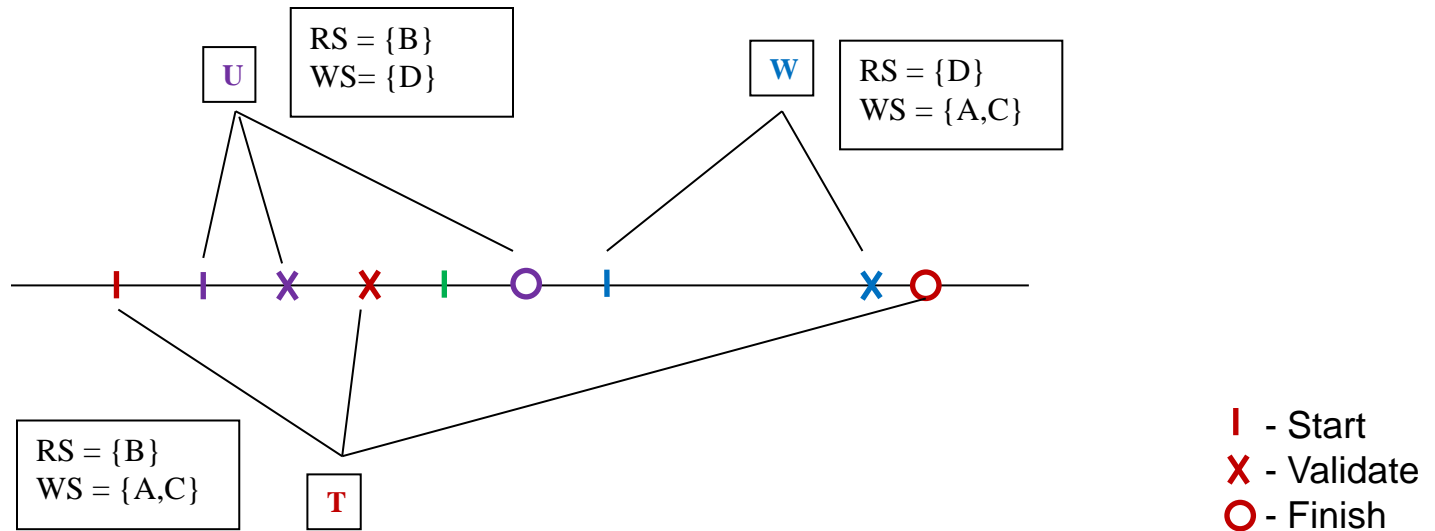 U
RS = {B}
WS= {D}
W
RS = {D}
WS = {A,C}
RS = {B}
WS = {A,C}
T
- Start
- Validate
- Finish